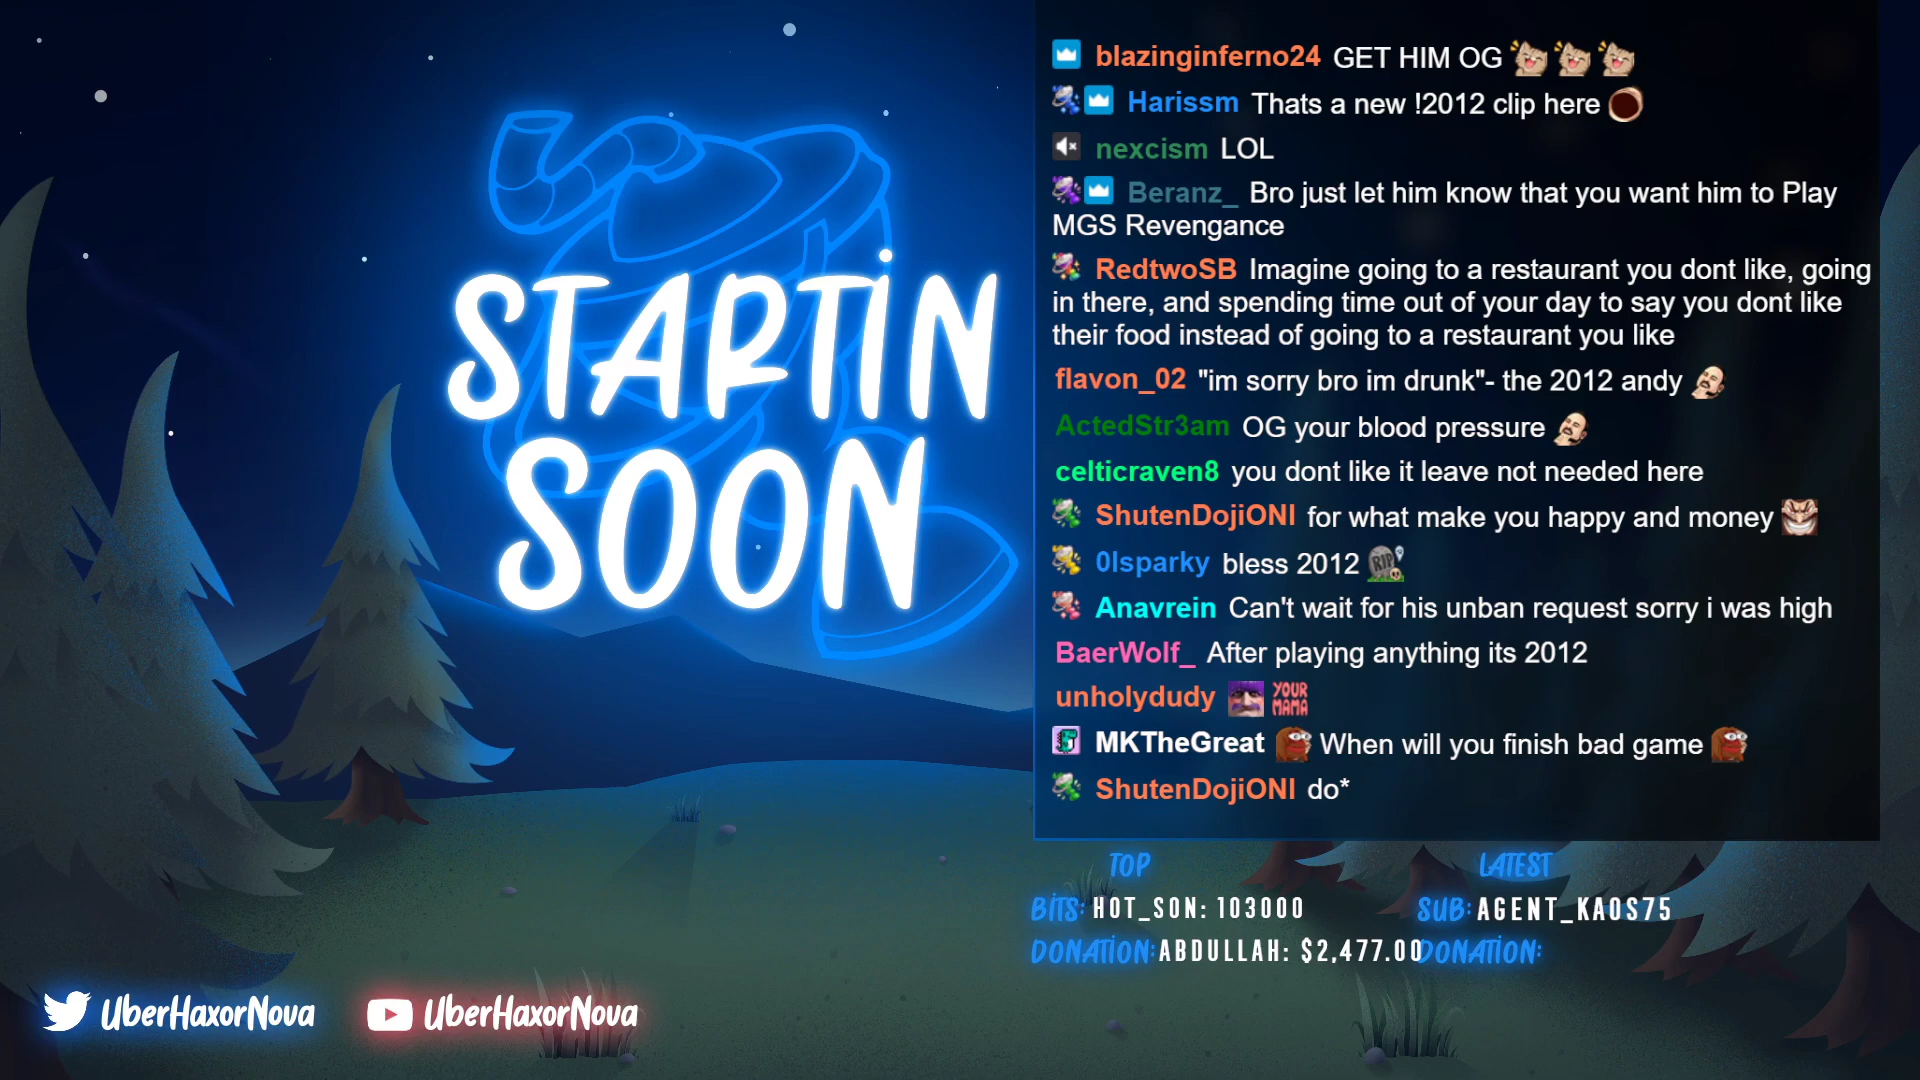 STARTIN
SOON
blazinginferno24 GET HIM OG
Harissm Thats a new !2012 clip here
nexcism LOL
Beranz_ Bro just let him know that you want him to Play
MGS Revengance
RedtwoSB Imagine going to a restaurant you dont like, going
in there, and spending time out of your day to say you dont like
their food instead of going to a restaurant you like
flavon_02 "im sorry bro im drunk"- the 2012 andy
ActedStr3am OG your blood pressure
celticraven8 you dont like it leave not needed here
ShutenDojiONI for what make you happy and money
0lsparky bless 2012 RIP
Anavrein Can't wait for his unban request sorry i was high
BaerWolf_ After playing anything its 2012
unholydudy YOUR MAMA
MKTheGreat When will you finish bad game
ShutenDojiONI do*
TOP
BITS: HOT_SON: 103000
DONATION: ABDULLAH: $2,477.00
LATEST
SUB: AGENT_KAOS75
DONATION:
UberHaxorNova
UberHaxorNova